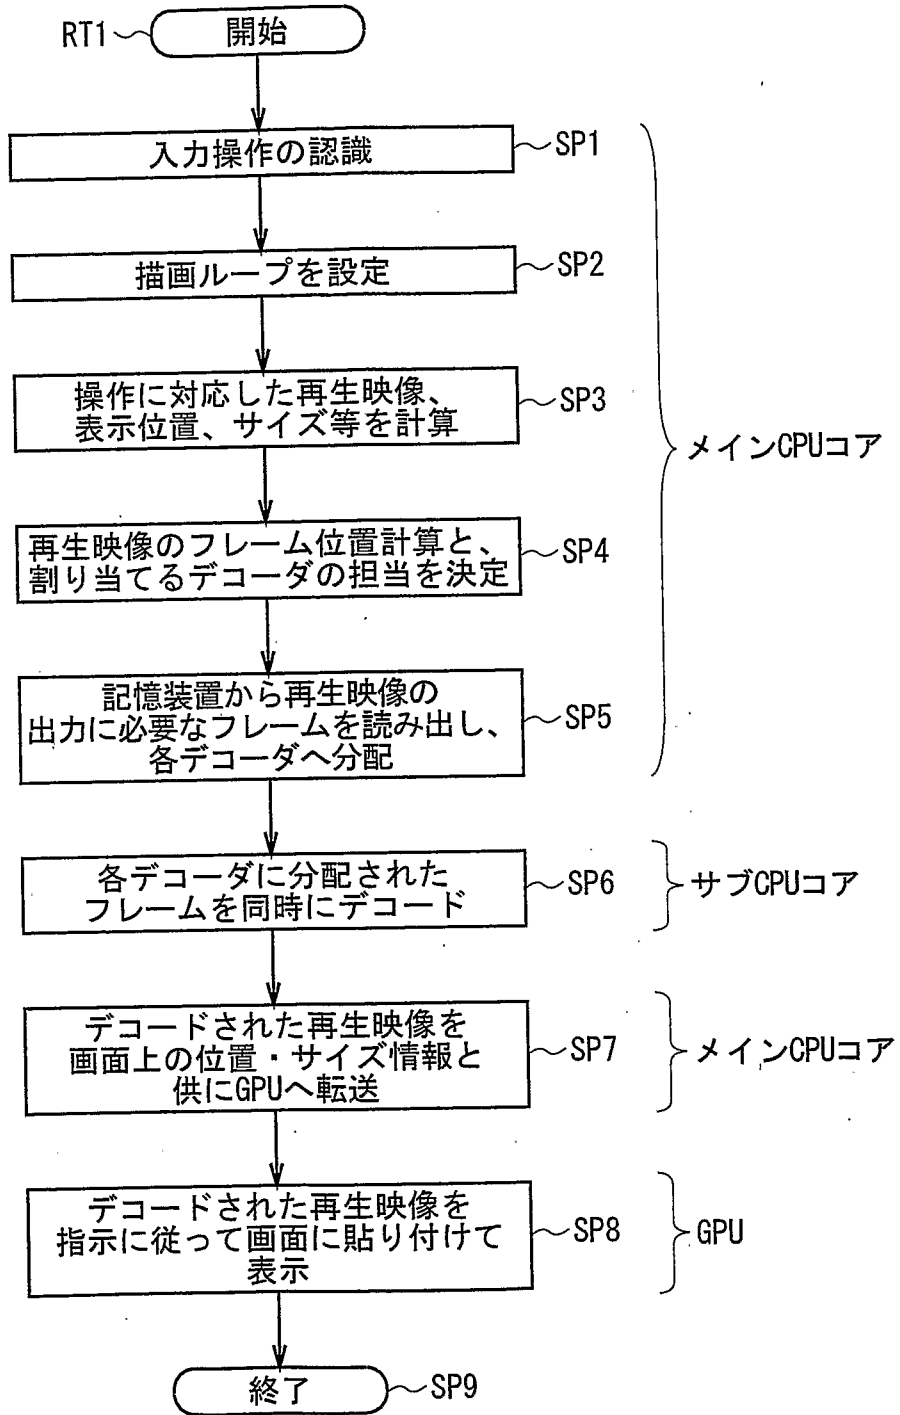 RT1
開始
入力操作の認識
SP1
描画ループを設定
SP2
操作に対応した再生映像、
表示位置、サイズ等を計算
SP3
メインCPUコア
再生映像のフレーム位置計算と、
割り当てるデコーダの担当を決定
SP4
記憶装置から再生映像の
出力に必要なフレームを読み出し、
各デコーダへ分配
SP5
各デコーダに分配された
フレームを同時にデコード
SP6
サブCPUコア
デコードされた再生映像を
画面上の位置・サイズ情報と
供にGPUへ転送
SP7
メインCPUコア
デコードされた再生映像を
指示に従って画面に貼り付けて
表示
SP8
GPU
終了
SP9